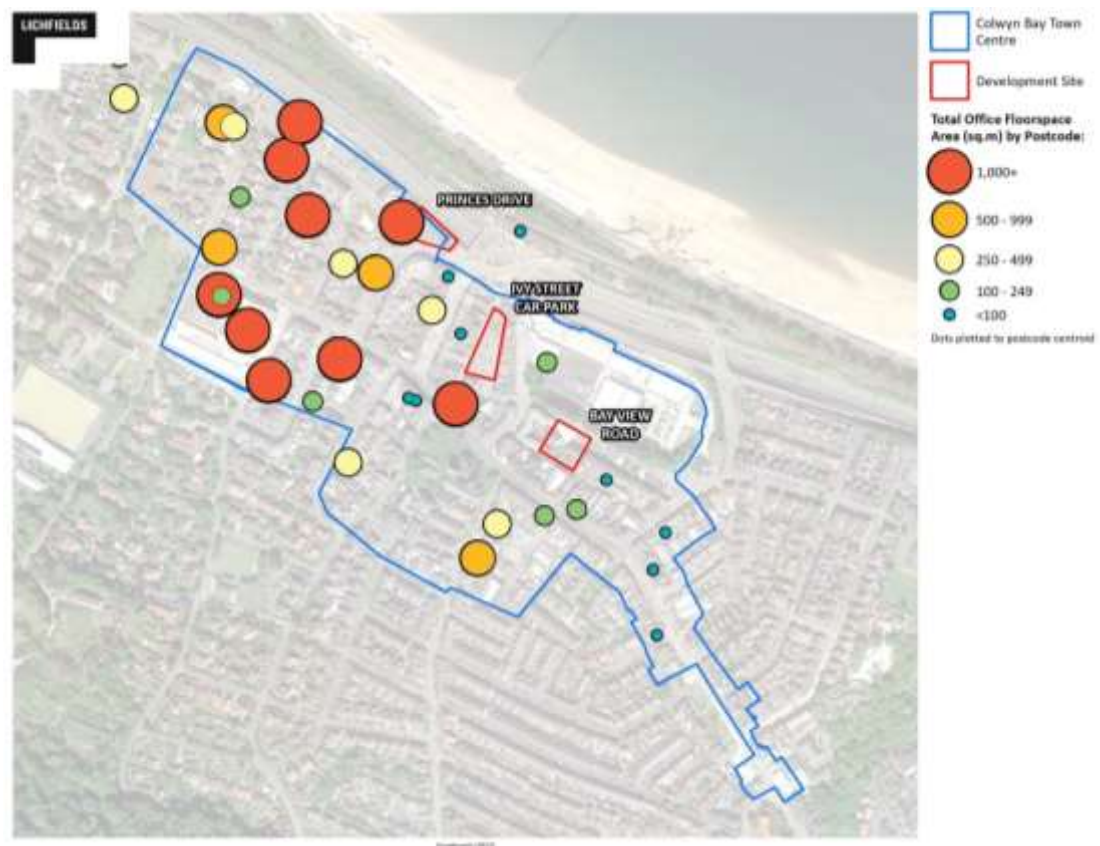 LICHFIELDS
Colwyn Bay Town
Centre
Development Site
Total Office Floorspace
Area (sq.m) by Postcode:
1,000+
500 - 999
250 - 499
100 - 249
<100
Dots plotted to postcode centroid
PRINCES DRIVE
IVY STREET
CAR PARK
BAY VIEW
ROAD